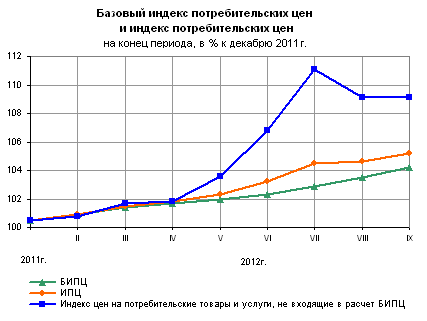 Базовый индекс потребительских цен
и индекс потребительских цен
на конец периода, в % к декабрю 2011 г.
112
110
108
106
104
102
100
II III IV V VI VII VIII IX
2011г. 2012г.
БИПЦ
ИПЦ
Индекс цен на потребительские товары и услуги, не входящие в расчет БИПЦ